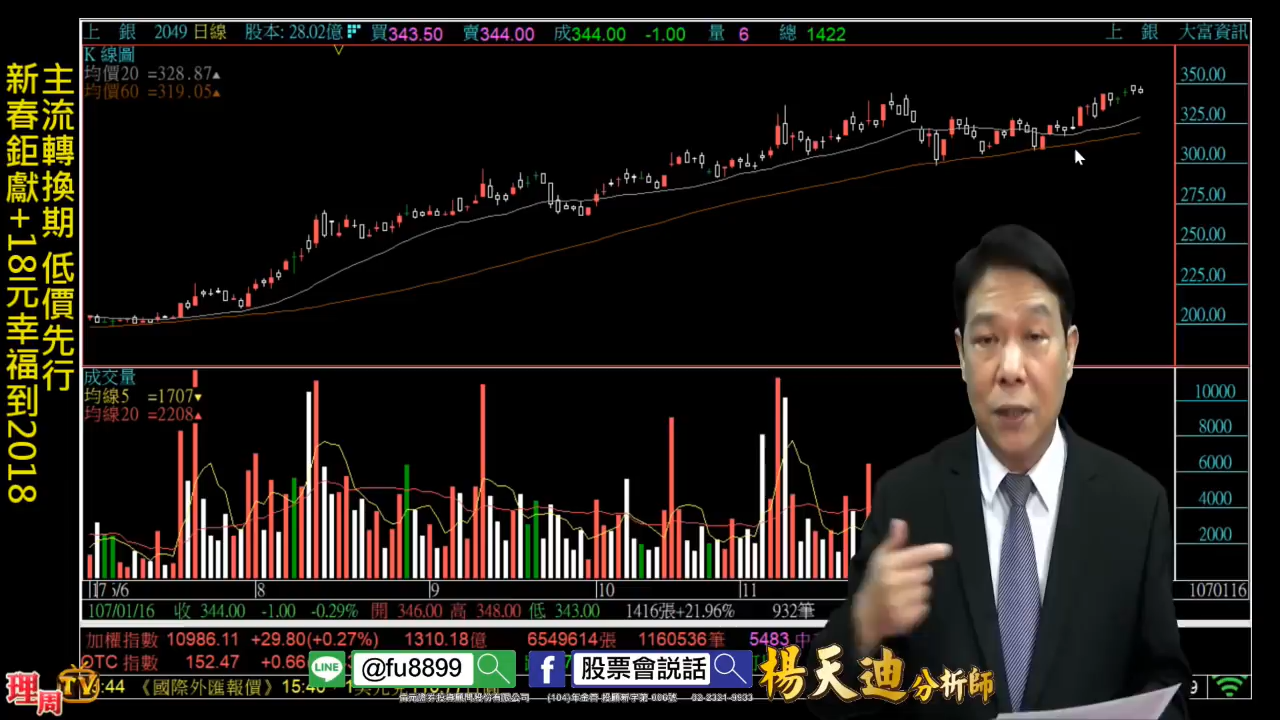 上 銀 2049 日線 股本: 28.02億 買343.50 賣344.00 成344.00 -1.00 量 6 總 1422 上 銀 大富資訊
K 線圖
均價20 =328.87
均價60 =319.05
350.00
325.00
300.00
275.00
250.00
225.00
200.00
主流轉換期 低價先行
新春鉅獻+18元幸福到2018
成交量
均線5 =1707
均線20 =2208
10000
8000
6000
4000
2000
8 9 10 11 1070116
107/01/16 收 344.00 -1.00 -0.29% 開 346.00 高 348.00 低 343.00 1416張+21.96% 932筆
加權指數 10986.11 +29.80(+0.27%) 1310.18億 6549614張 1160536筆 5483
OTC 指數 152.47 +0.66
LINE @fu8899 f 股票會説話
楊天迪 分析師
理周TV
:44 《國際外匯報價》
02-2321-9933